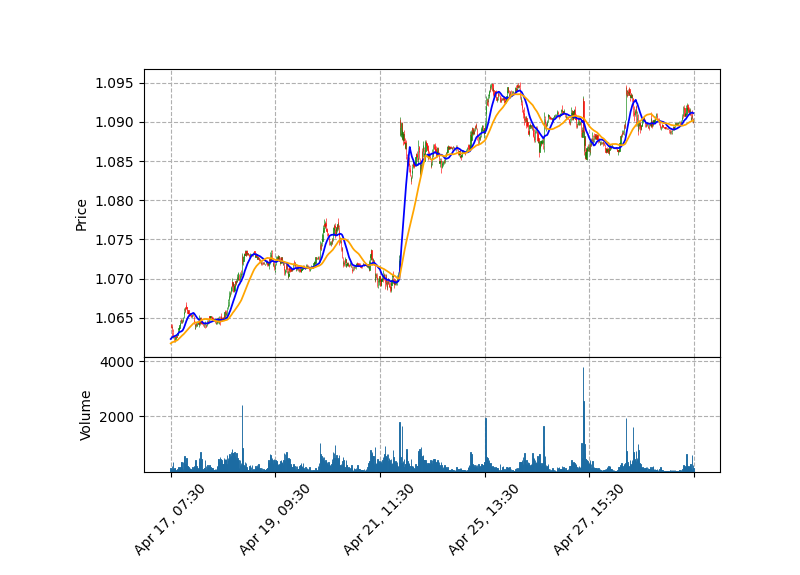 1.095
1.090
1.085
1.080
1.075
1.070
1.065
Price
4000
2000
Volume
Apr 17, 07:30
Apr 19, 09:30
Apr 21, 11:30
Apr 25, 13:30
Apr 27, 15:30